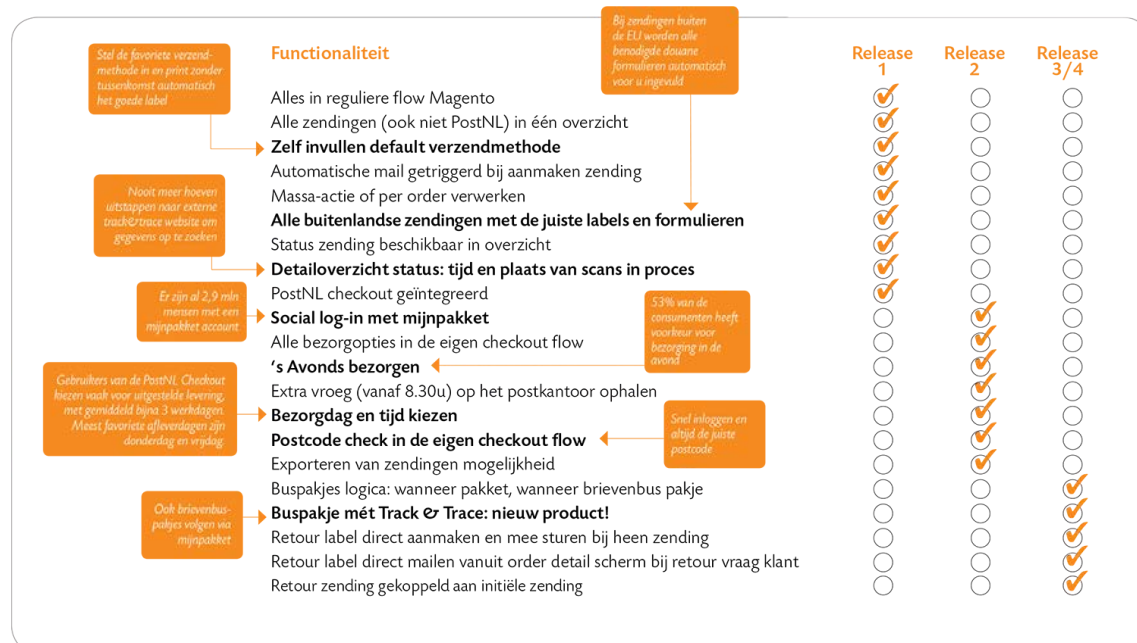 Functionaliteit
Release
1
Release
2
Release
3/4
Stel de favoriete verzend-
methode in en print zonder
tussenkomst automatisch
het goede label
Bij zendingen buiten
de EU worden alle
benodigde douane
formulieren automatisch
voor u ingevuld
Alles in reguliere flow Magento
Alle zendingen (ook niet PostNL) in één overzicht
Zelf invullen default verzendmethode
Automatische mail getriggerd bij aanmaken zending
Massa-actie of per order verwerken
Nooit meer hoeven
uitstappen naar externe
track&trace website om
gegevens op te zoeken
Alle buitenlandse zendingen met de juiste labels en formulieren
Status zending beschikbaar in overzicht
Detailoverzicht status: tijd en plaats van scans in proces
PostNL checkout geïntegreerd
Er zijn al 2,9 mln
mensen met een
mijnpakket account
Social log-in met mijnpakket
Alle bezorgopties in de eigen checkout flow
53% van de
consumenten heeft
voorkeur voor
bezorging in de
avond
‘s Avonds bezorgen
Extra vroeg (vanaf 8.30u) op het postkantoor ophalen
Gebruikers van de PostNL Checkout
kiezen vaak voor uitgestelde levering,
met gemiddeld bijna 3 werkdagen.
Meest favoriete afleverdagen zijn
donderdag en vrijdag.
Bezorgdag en tijd kiezen
Postcode check in de eigen checkout flow
Snel inloggen en
altijd de juiste
postcode
Exporteren van zendingen mogelijkheid
Buspakjes logica: wanneer pakket, wanneer brievenbus pakje
Ook brievenbus-
pakjes volgen via
mijnpakket
Buspakje mét Track & Trace: nieuw product!
Retour label direct aanmaken en mee sturen bij heen zending
Retour label direct mailen vanuit order detail scherm bij retour vraag klant
Retour zending gekoppeld aan initiële zending